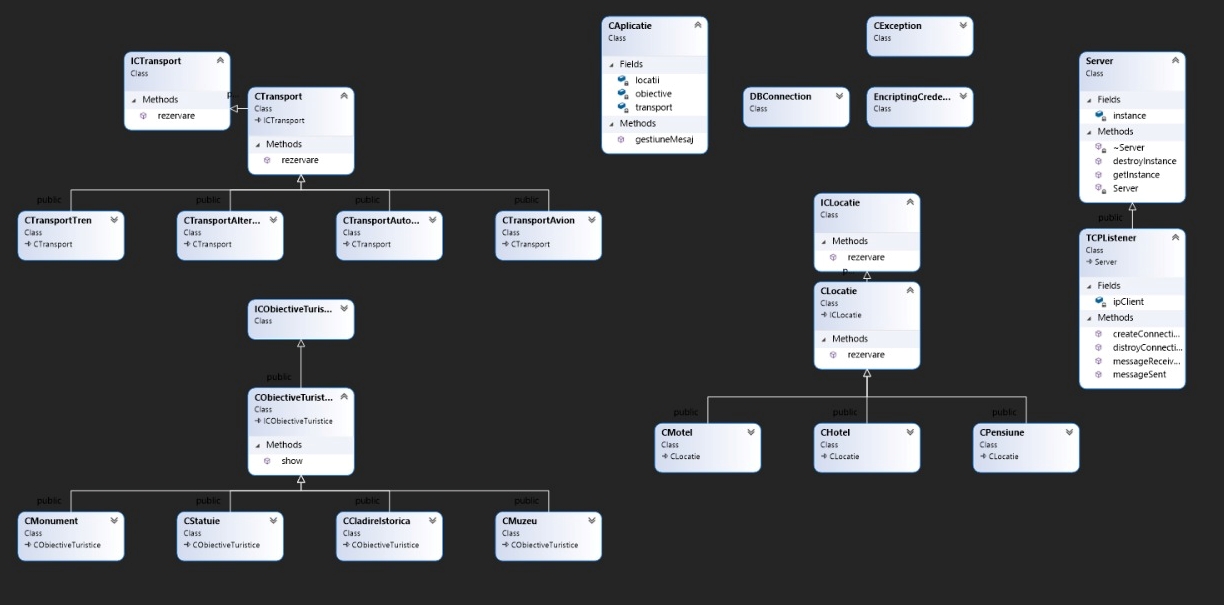 ICTransport
Class
Methods
rezervare
p...
CTransport
Class
ICTransport
Methods
rezervare
public
public
public
public
CTransportTren
Class
CTransport
CTransportAlter...
Class
CTransport
CTransportAuto...
Class
CTransport
CTransportAvion
Class
CTransport
ICObiectiveTuris...
Class
public
CObiectiveTurist...
Class
ICObiectiveTuristice
Methods
show
public
public
public
public
CMonument
Class
CObiectiveTuristice
CStatuie
Class
CObiectiveTuristice
CCladireIstorica
Class
CObiectiveTuristice
CMuzeu
Class
CObiectiveTuristice
CAplicatie
Class
Fields
locatii
obiective
transport
Methods
gestiuneMesaj
CException
Class
DBConnection
Class
EncriptingCrede...
Class
ICLocatie
Class
Methods
rezervare
p...
CLocatie
Class
ICLocatie
Methods
rezervare
public
public
public
CMotel
Class
CLocatie
CHotel
Class
CLocatie
CPensiune
Class
CLocatie
Server
Class
Fields
instance
Methods
~Server
destroyInstance
getInstance
Server
public
TCPListener
Class
Server
Fields
ipClient
Methods
createConnecti...
distroyConnecti...
messageReceiv...
messageSent